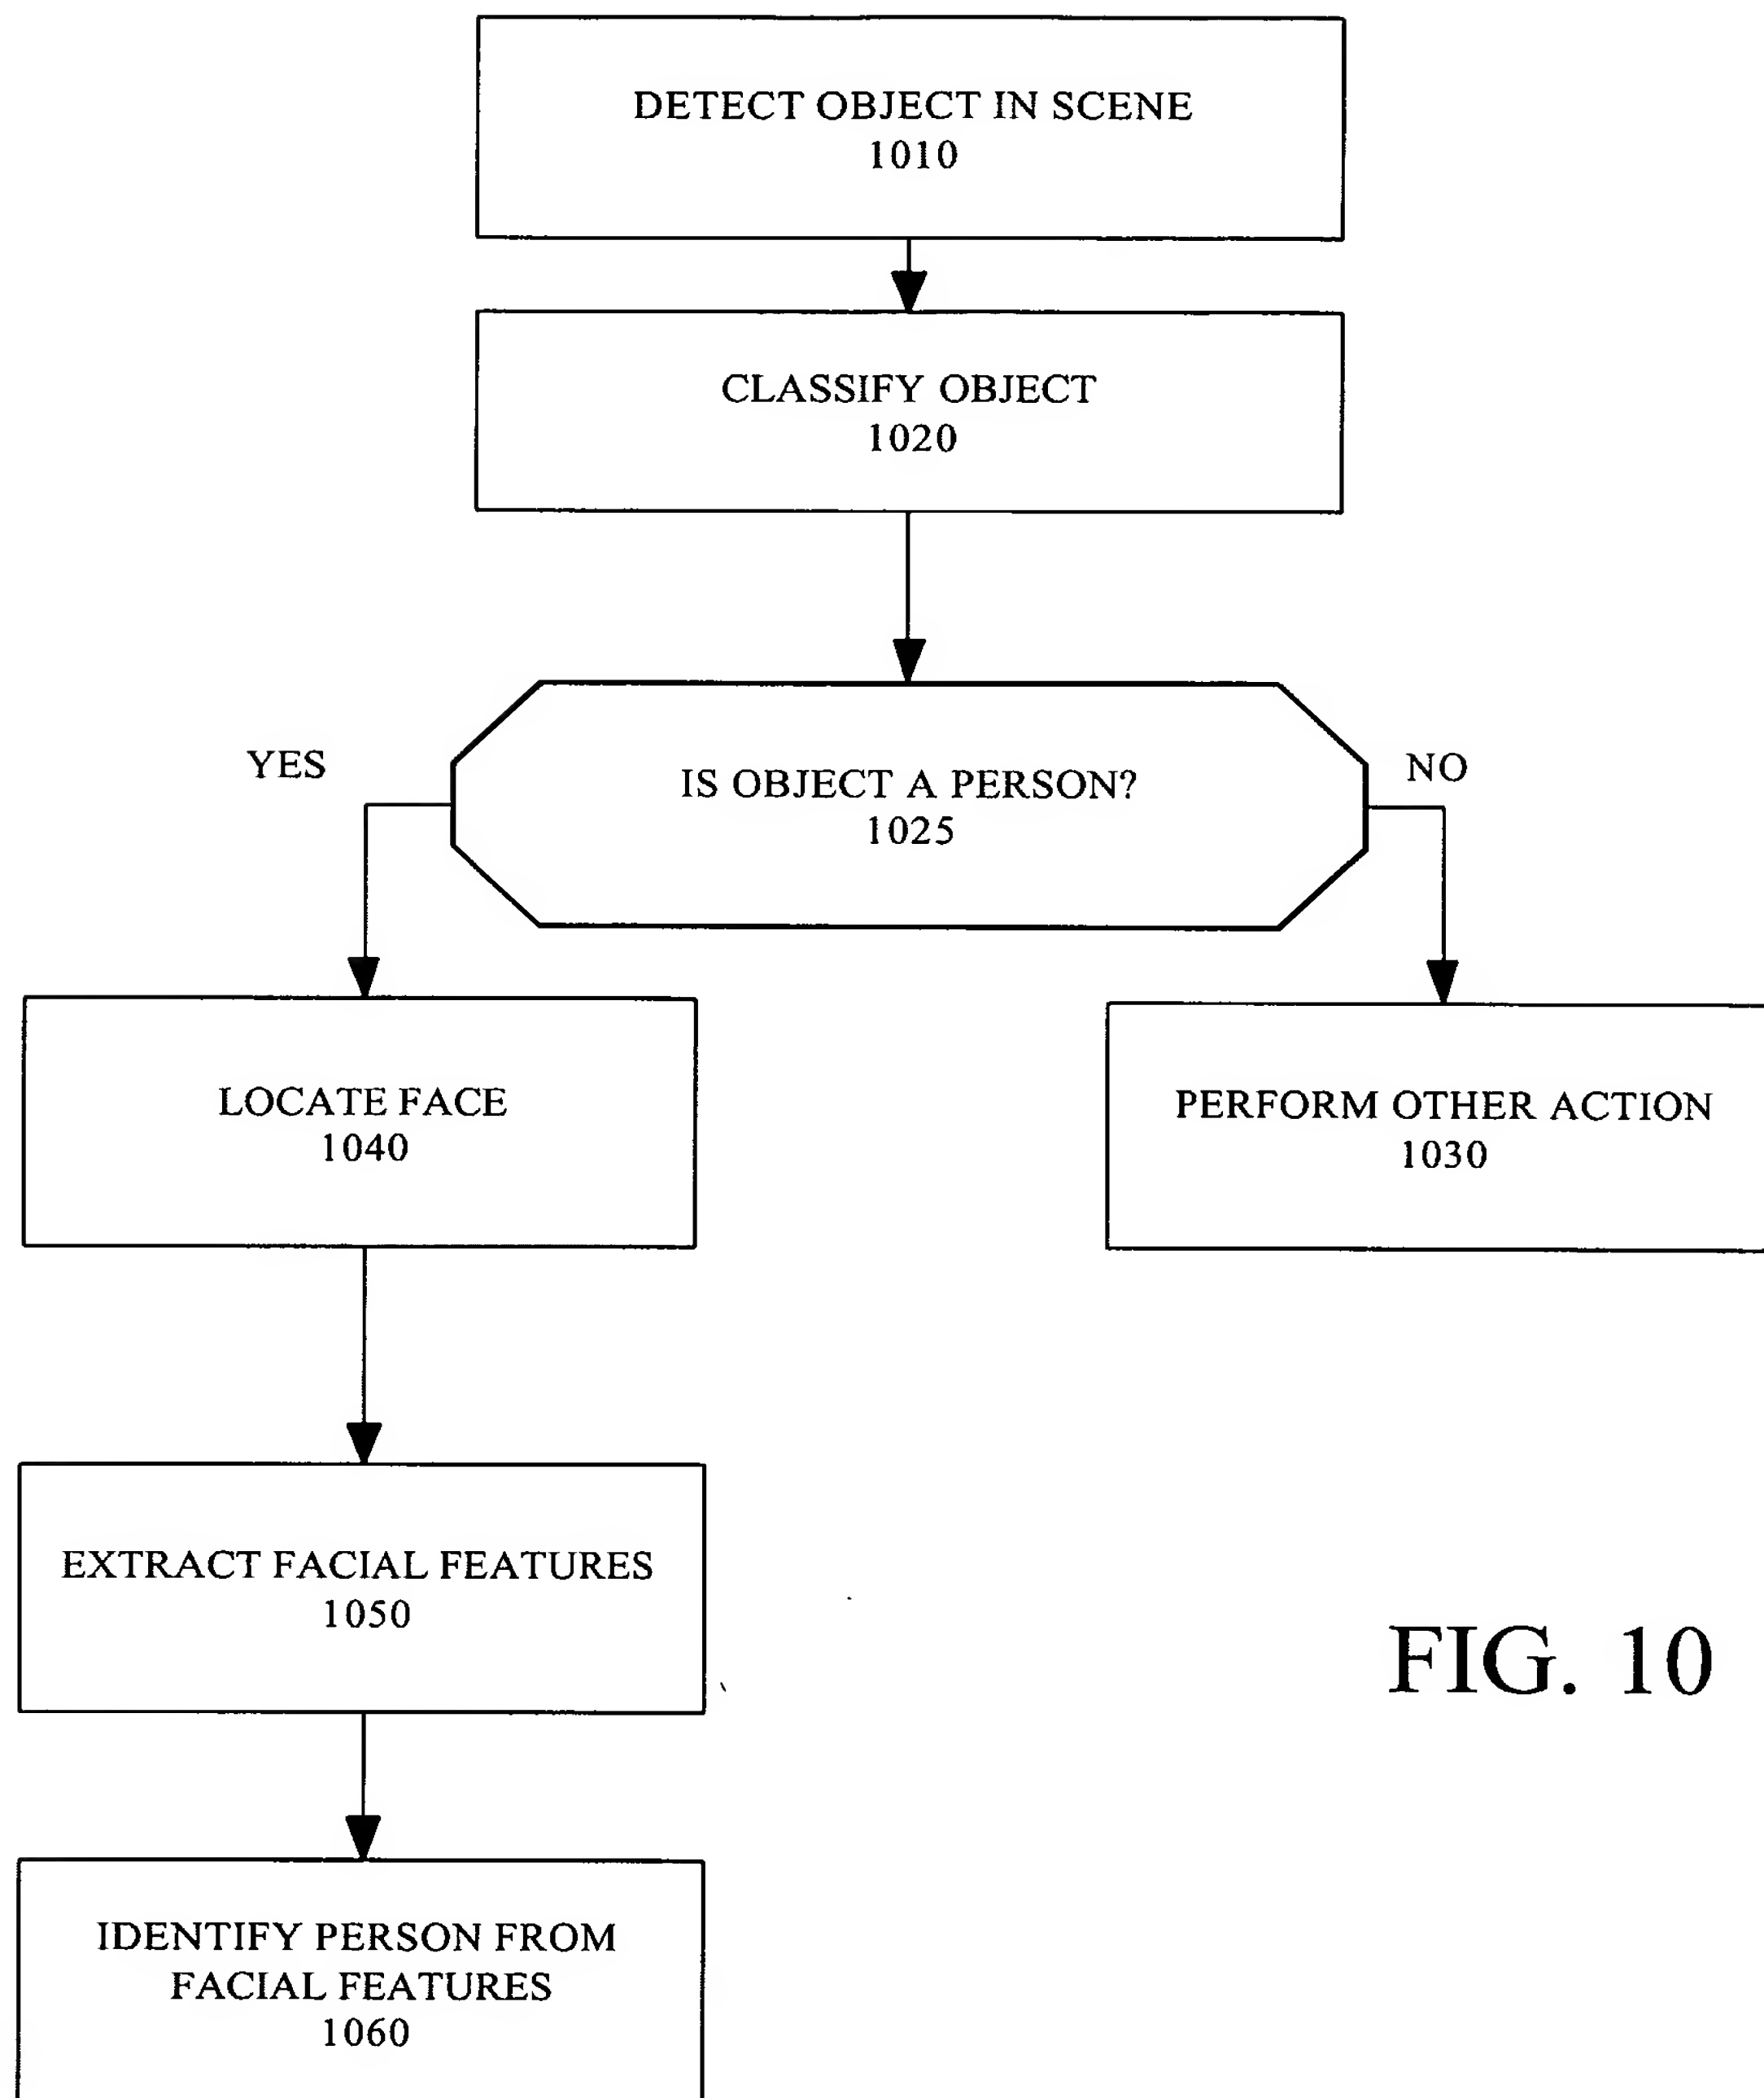 DETECT OBJECT IN SCENE
1010
CLASSIFY OBJECT
1020
YES
IS OBJECT A PERSON?
1025
NO
LOCATE FACE
1040
PERFORM OTHER ACTION
1030
EXTRACT FACIAL FEATURES
1050
FIG. 10
IDENTIFY PERSON FROM
FACIAL FEATURES
1060